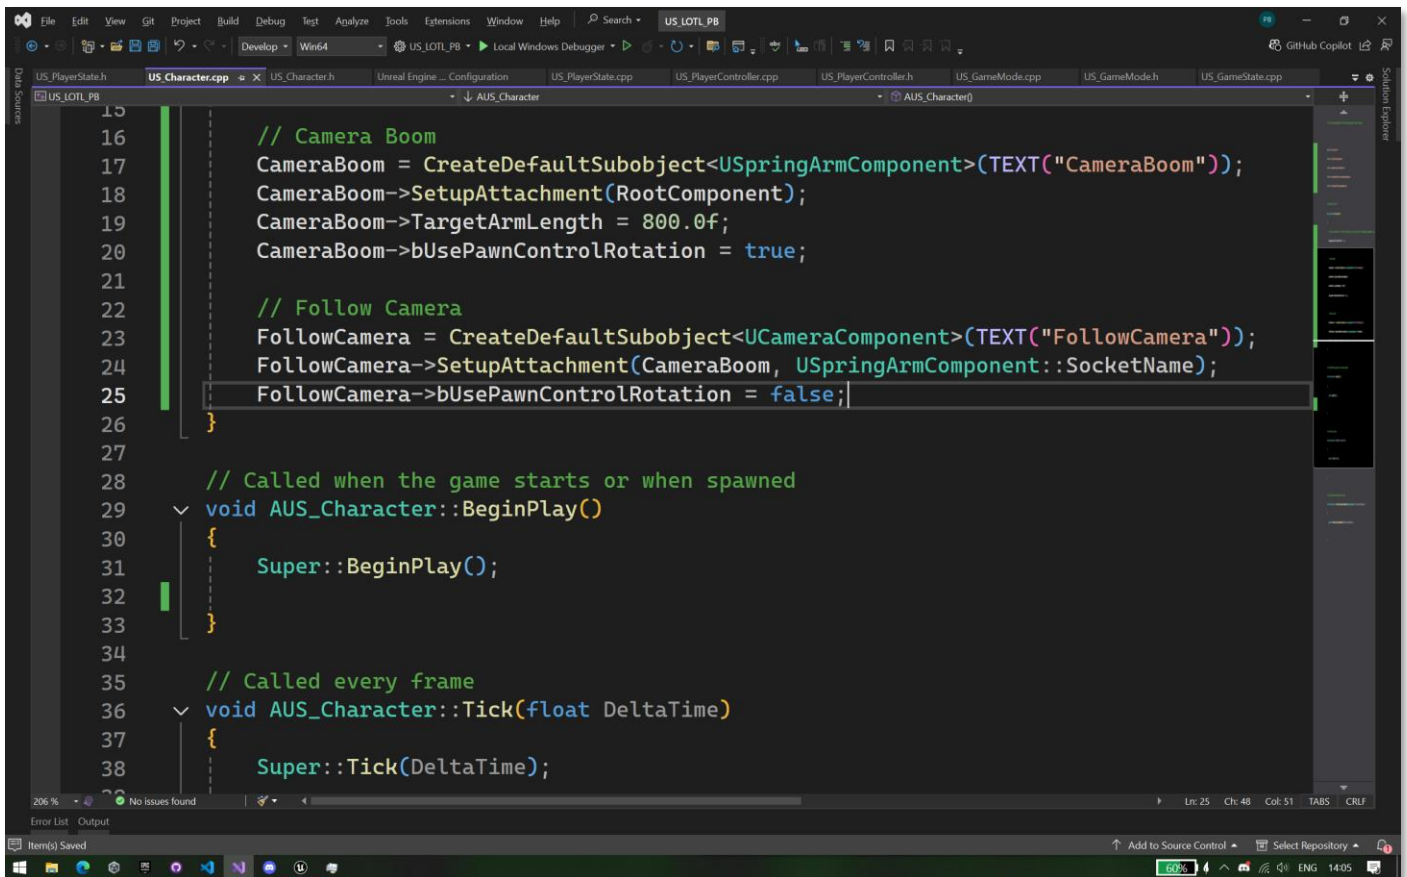 File Edit View Git Project Build Debug Test Analyze Tools Extensions Window Help Search US_LOTL_PB PB
Develop Win64 US_LOTL_PB Local Windows Debugger GitHub Copilot
US_PlayerState.h US_Character.cpp US_Character.h Unreal Engine ... Configuration US_PlayerState.cpp US_PlayerController.cpp US_PlayerController.h US_GameMode.cpp US_GameMode.h US_GameState.cpp
US_LOTL_PB AUS_Character AUS_Character()
Data Sources
Solution Explorer
15
16 // Camera Boom
17 CameraBoom = CreateDefaultSubobject<USpringArmComponent>(TEXT("CameraBoom"));
18 CameraBoom->SetupAttachment(RootComponent);
19 CameraBoom->TargetArmLength = 800.0f;
20 CameraBoom->bUsePawnControlRotation = true;
21
22 // Follow Camera
23 FollowCamera = CreateDefaultSubobject<UCameraComponent>(TEXT("FollowCamera"));
24 FollowCamera->SetupAttachment(CameraBoom, USpringArmComponent::SocketName);
25 FollowCamera->bUsePawnControlRotation = false;
26 }
27
28 // Called when the game starts or when spawned
29 void AUS_Character::BeginPlay()
30 {
31 Super::BeginPlay();
32
33 }
34
35 // Called every frame
36 void AUS_Character::Tick(float DeltaTime)
37 {
38 Super::Tick(DeltaTime);
206 % No issues found Ln: 25 Ch: 48 Col: 51 TABS CRLF
Error List Output
Item(s) Saved Add to Source Control Select Repository
60% ENG 14:05